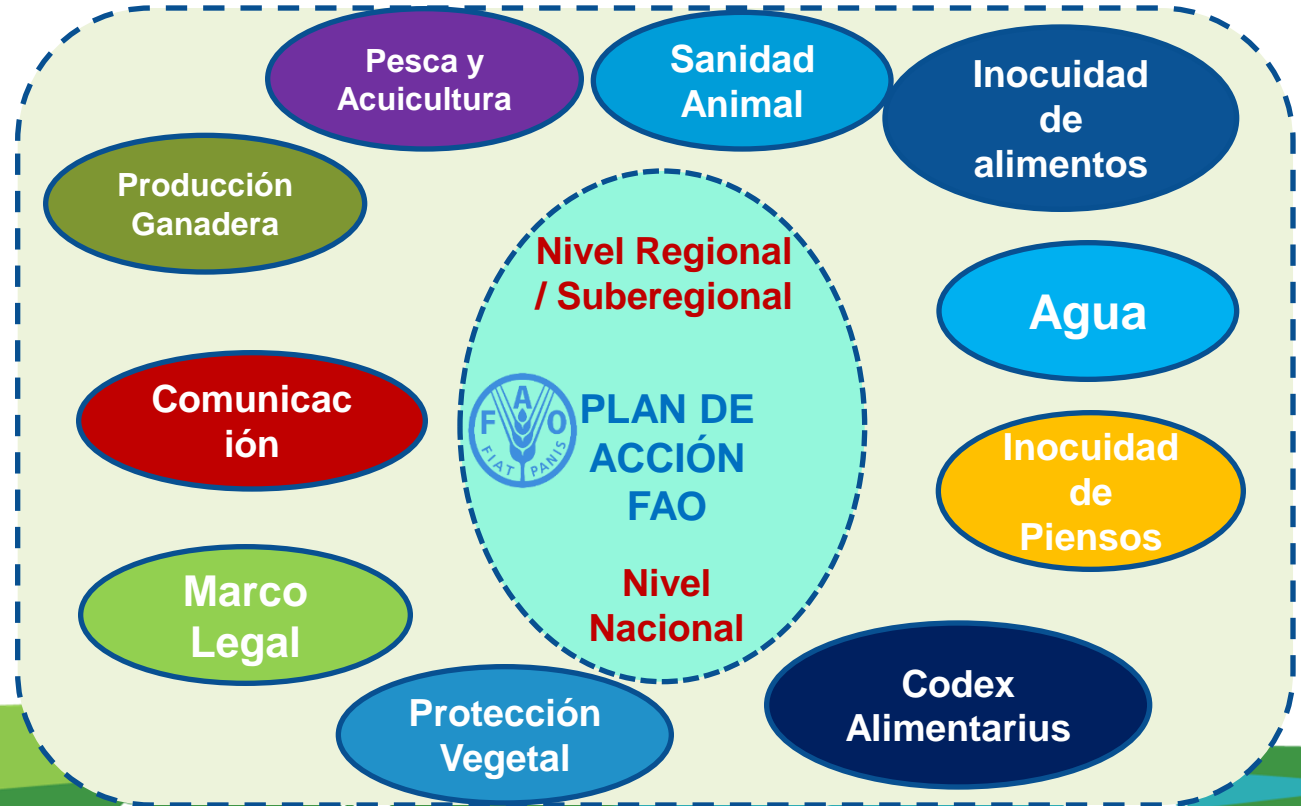 Pesca y
Acuicultura
Sanidad
Animal
Inocuidad
de
alimentos
Producción
Ganadera
Nivel Regional
/ Suberegional
Agua
Comunicac
ión
F A O
FIAT PANIS
PLAN DE
ACCIÓN
FAO
Inocuidad
de
Piensos
Marco
Legal
Nivel
Nacional
Codex
Alimentarius
Protección
Vegetal